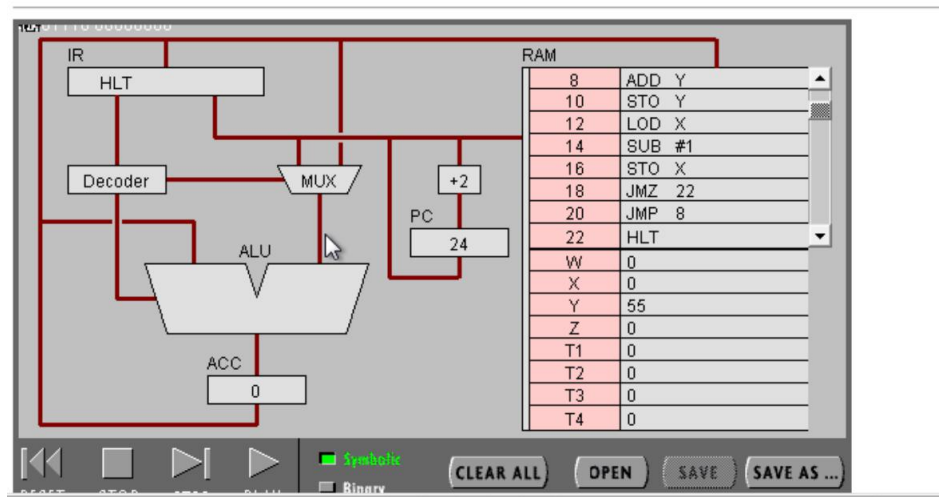 IR
HLT
RAM
8 ADD Y
10 STO Y
12 LOD X
14 SUB #1
16 STO X
18 JMZ 22
20 JMP 8
22 HLT
Decoder
MUX
+2
PC
24
ALU
W 0
X 0
Y 55
Z 0
T1 0
T2 0
T3 0
T4 0
ACC
0
Symbolic
Binary
CLEAR ALL
OPEN
SAVE
SAVE AS ...